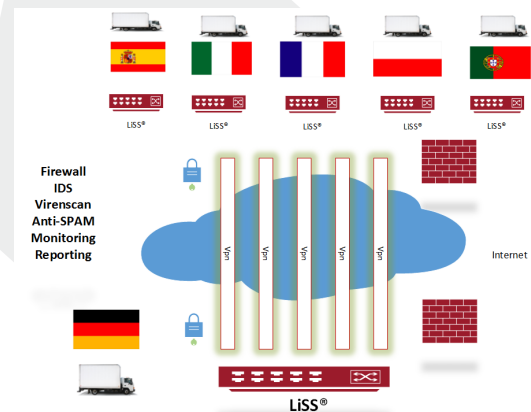 LiSS®
LiSS®
LiSS®
LiSS®
LiSS®
Firewall
IDS
Virenscan
Anti-SPAM
Monitoring
Reporting
Vpn
Vpn
Vpn
Vpn
Vpn
Internet
LiSS®